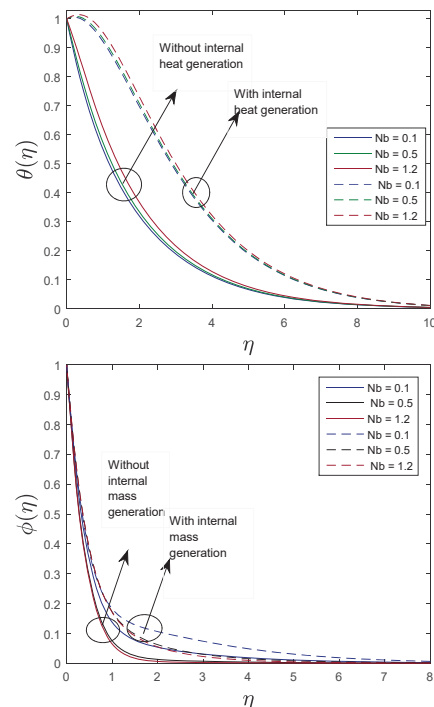 1
0.9
0.8
0.7
0.6
0.5
0.4
0.3
0.2
0.1
0
θ(η)
Without internal
heat generation
With internal
heat generation
Nb = 0.1
Nb = 0.5
Nb = 1.2
Nb = 0.1
Nb = 0.5
Nb = 1.2
0 2 4 6 8 10
η
1
0.9
0.8
0.7
0.6
0.5
0.4
0.3
0.2
0.1
0
ϕ(η)
Without
internal
mass
generation
With internal
mass
generation
Nb = 0.1
Nb = 0.5
Nb = 1.2
Nb = 0.1
Nb = 0.5
Nb = 1.2
0 1 2 3 4 5 6 7 8
η